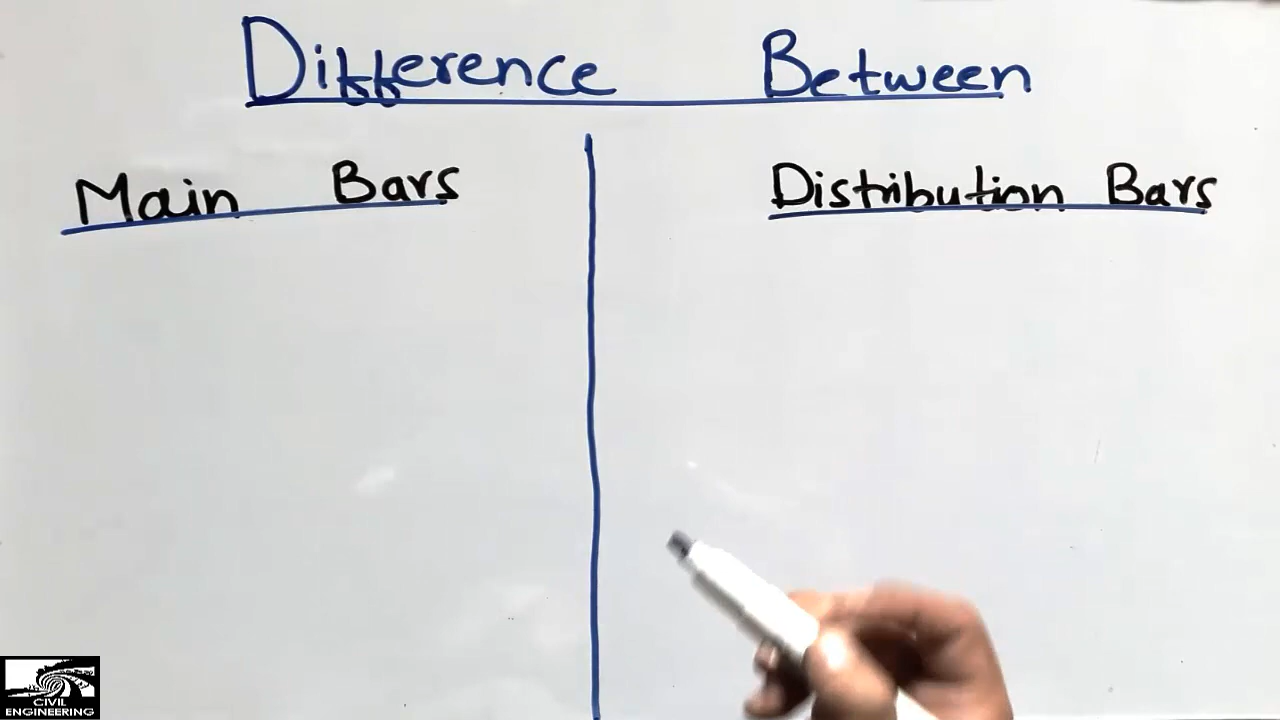 Difference Between
Main Bars
Distribution Bars
CIVIL
ENGINEERING